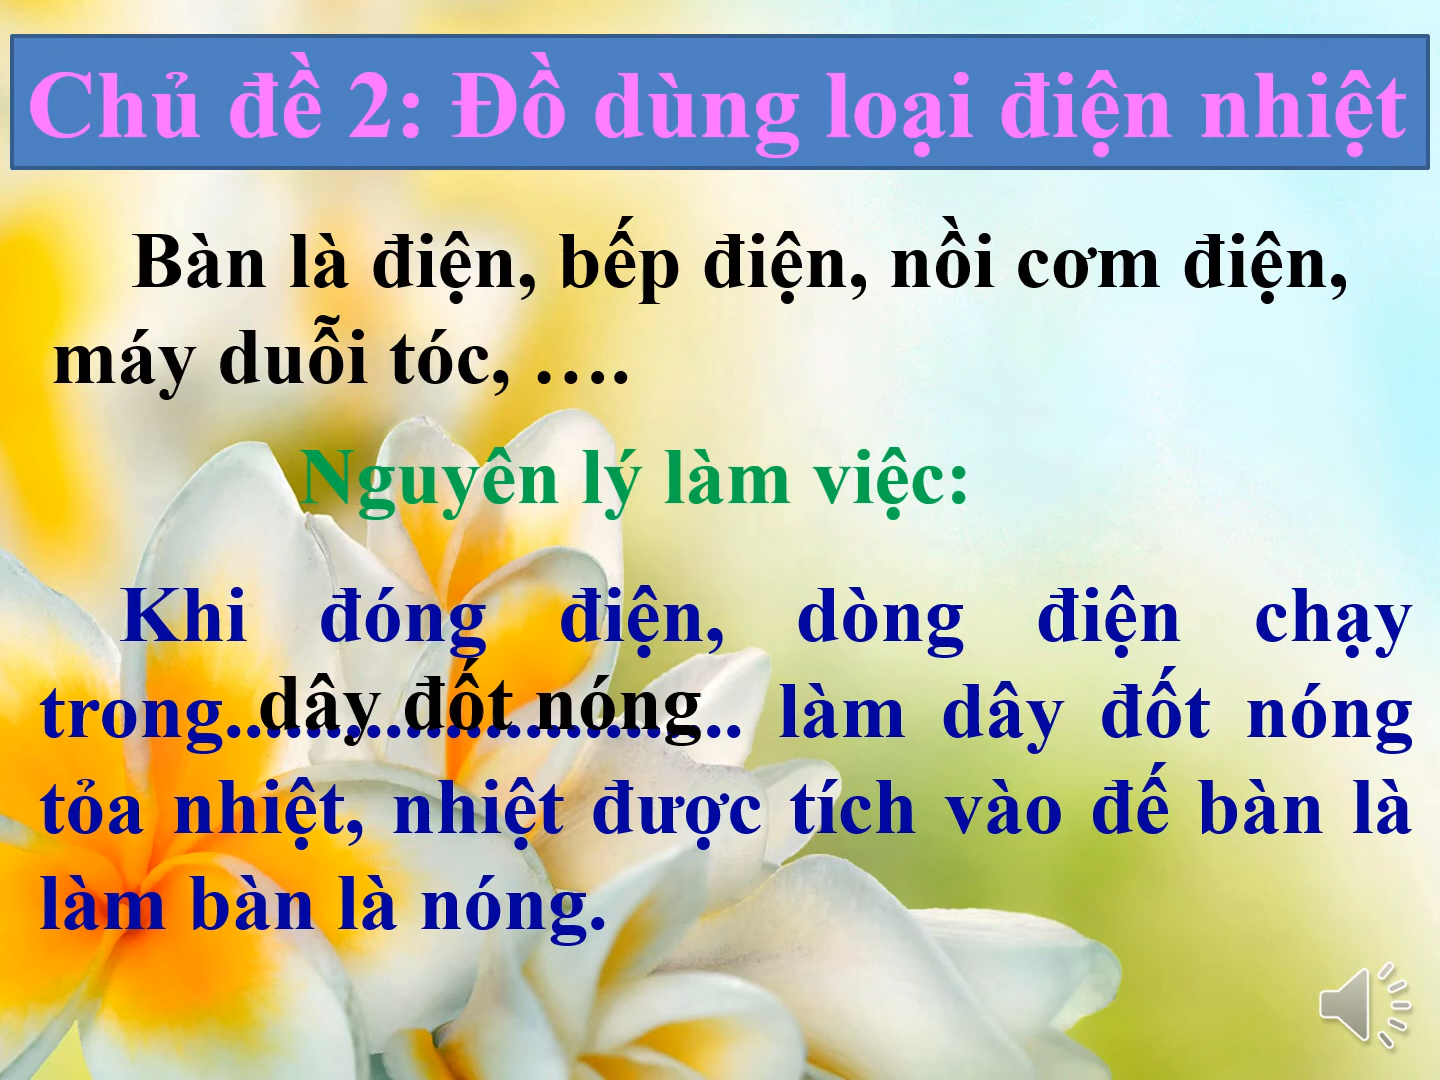 Chủ đề 2: Đồ dùng loại điện nhiệt
Bàn là điện, bếp điện, nồi cơm điện,
máy duỗi tóc, ….
Nguyên lý làm việc:
Khi đóng điện, dòng điện chạy
trong..dây đốt nóng.. làm dây đốt nóng
tỏa nhiệt, nhiệt được tích vào đế bàn là
làm bàn là nóng.